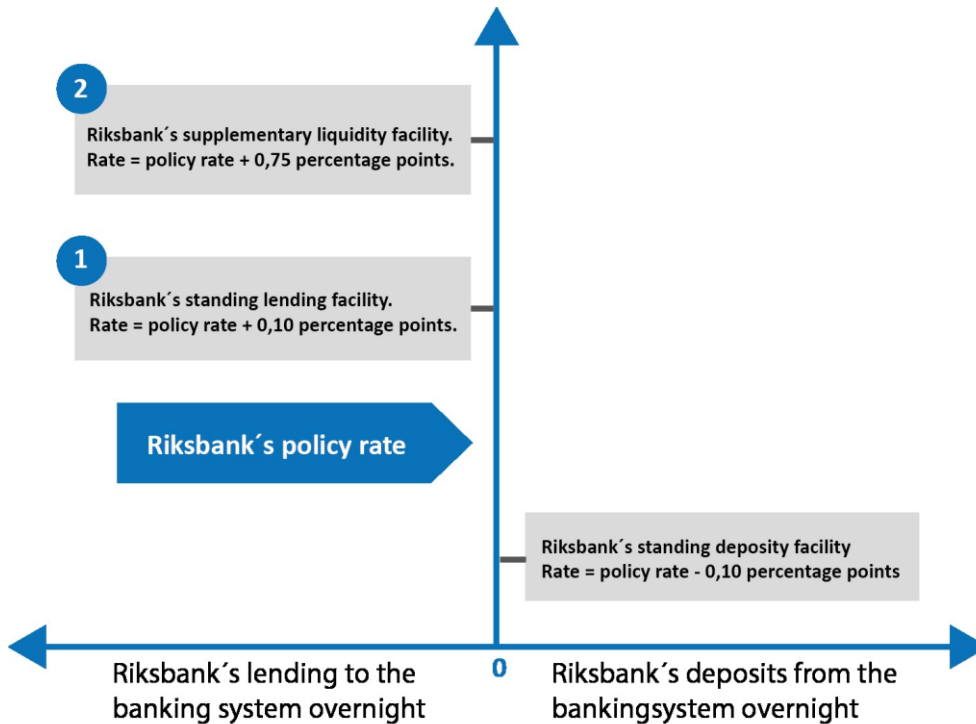 2
Riksbank´s supplementary liquidity facility.
Rate = policy rate + 0,75 percentage points.
1
Riksbank´s standing lending facility.
Rate = policy rate + 0,10 percentage points.
Riksbank´s policy rate
Riksbank´s standing deposity facility
Rate = policy rate - 0,10 percentage points
0
Riksbank´s lending to the
banking system overnight
Riksbank´s deposits from the
bankingsystem overnight